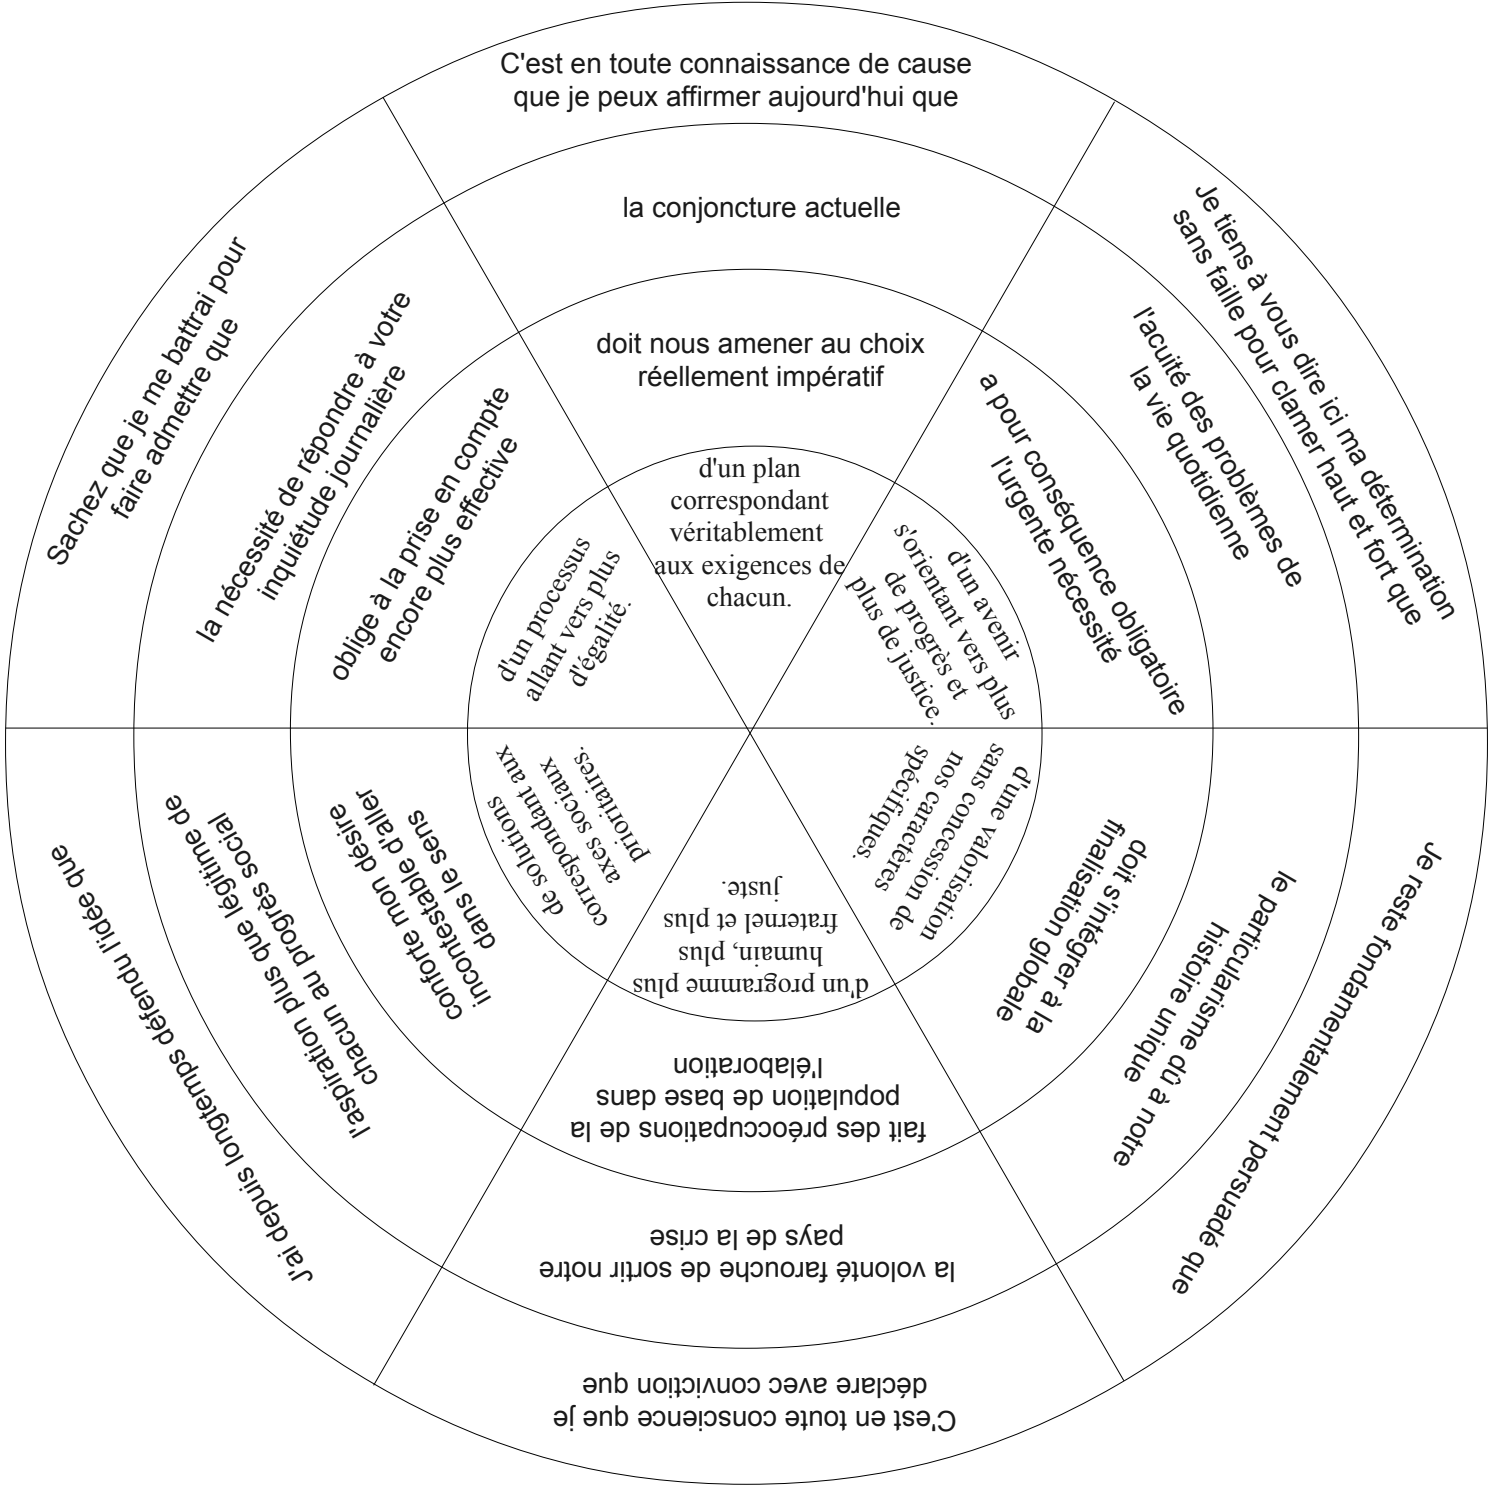 C'est en toute connaissance de cause
que je peux affirmer aujourd'hui que
la conjoncture actuelle
doit nous amener au choix
réellement impératif
d'un plan
correspondant
véritablement
aux exigences de
chacun.
Je tiens à vous dire ici ma détermination
sans faille pour clamer haut et fort que
l'acuité des problèmes de
la vie quotidienne
a pour conséquence obligatoire
l'urgente nécessité
d'un avenir
s'orientant vers plus
de progrès et
plus de justice.
Je reste fondamentalement persuadé que
le particularisme dû à notre
histoire unique
doit s'intégrer à la
finalisation globale
d'une valorisation
sans concession de
nos caractères
spécifiques.
C'est en toute conscience que je
déclare avec conviction que
la volonté farouche de sortir notre
pays de la crise
fait des préoccupations de la
population de base dans
l'élaboration
d'un programme plus
humain, plus
fraternel et plus
juste.
J'ai depuis longtemps défendu l'idée que
l'aspiration plus que légitime de
chacun au progrès social
conforte mon désire
incontestable d'aller
dans le sens
de solutions
correspondant aux
axes sociaux
prioritaires.
Sachez que je me battrai pour
faire admettre que
la nécessité de répondre à votre
inquiétude journalière
oblige à la prise en compte
encore plus effective
d'un processus
allant vers plus
d'égalité.